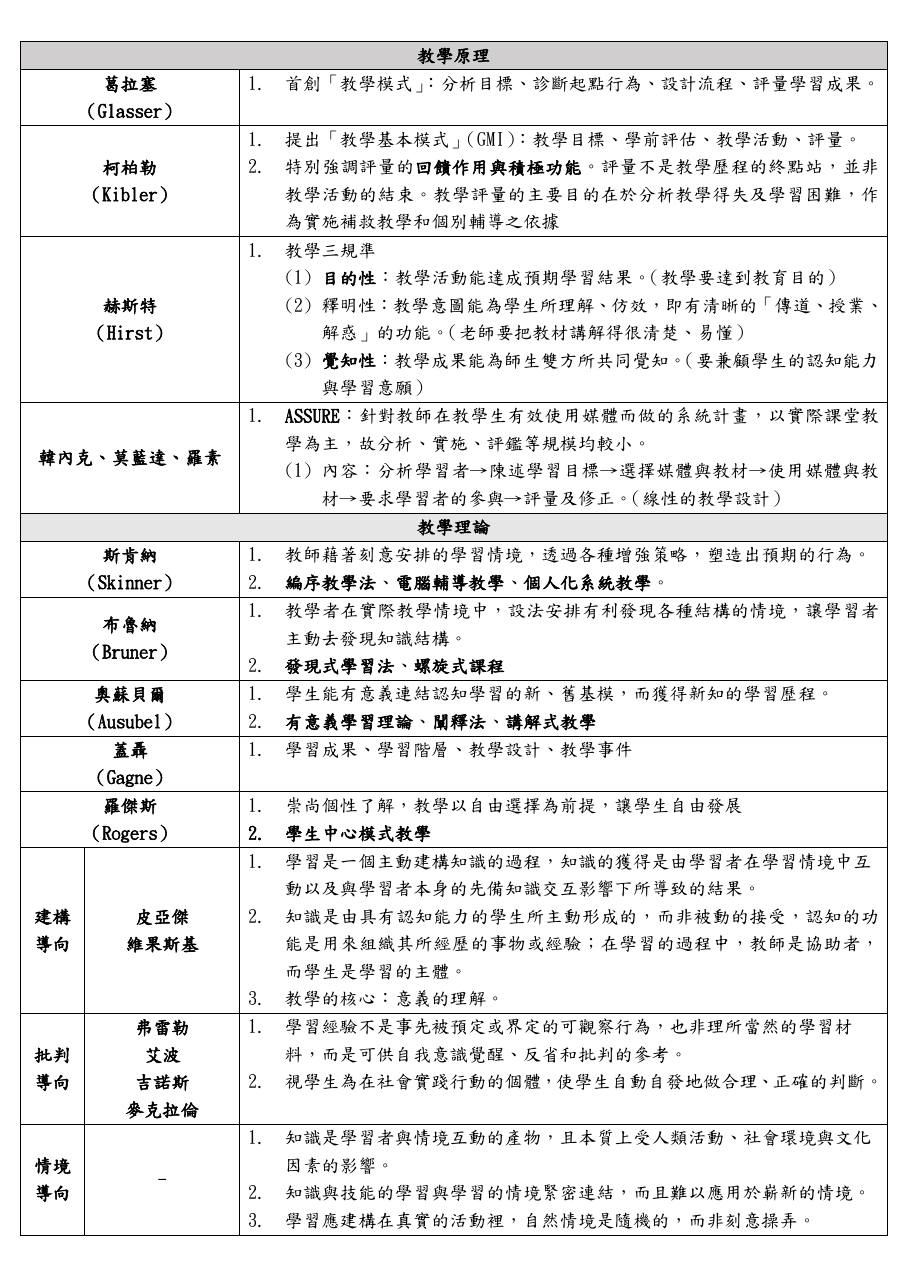 教學原理
葛拉塞
（Glasser）
1. 首創「教學模式」：分析目標、診斷起點行為、設計流程、評量學習成果。
柯柏勒
（Kibler）
1. 提出「教學基本模式」（GMI）：教學目標、學前評估、教學活動、評量。
2. 特別強調評量的回饋作用與積極功能。評量不是教學歷程的終點站，並非
教學活動的結束。教學評量的主要目的在於分析教學得失及學習困難，作
為實施補救教學和個別輔導之依據
赫斯特
（Hirst）
1. 教學三規準
(1) 目的性：教學活動能達成預期學習結果。（教學要達到教育目的）
(2) 釋明性：教學意圖能為學生所理解、仿效，即有清晰的「傳道、授業、
解惑」的功能。（老師要把教材講解得很清楚、易懂）
(3) 覺知性：教學成果能為師生雙方所共同覺知。（要兼顧學生的認知能力
與學習意願）
韓內克、莫藍達、羅素
1. ASSURE：針對教師在教學生有效使用媒體而做的系統計畫，以實際課堂教
學為主，故分析、實施、評鑑等規模均較小。
(1) 內容：分析學習者→陳述學習目標→選擇媒體與教材→使用媒體與教
材→要求學習者的參與→評量及修正。（線性的教學設計）
教學理論
斯肯納
（Skinner）
1. 教師藉著刻意安排的學習情境，透過各種增強策略，塑造出預期的行為。
2. 編序教學法、電腦輔導教學、個人化系統教學。
布魯納
（Bruner）
1. 教學者在實際教學情境中，設法安排有利發現各種結構的情境，讓學習者
主動去發現知識結構。
2. 發現式學習法、螺旋式課程
奧蘇貝爾
（Ausubel）
1. 學生能有意義連結認知學習的新、舊基模，而獲得新知的學習歷程。
2. 有意義學習理論、闡釋法、講解式教學
蓋聶
（Gagne）
1. 學習成果、學習階層、教學設計、教學事件
羅傑斯
（Rogers）
1. 崇尚個性了解，教學以自由選擇為前提，讓學生自由發展
2. 學生中心模式教學
建構
導向
皮亞傑
維果斯基
1. 學習是一個主動建構知識的過程，知識的獲得是由學習者在學習情境中互
動以及與學習者本身的先備知識交互影響下所導致的結果。
2. 知識是由具有認知能力的學生所主動形成的，而非被動的接受，認知的功
能是用來組織其所經歷的事物或經驗；在學習的過程中，教師是協助者，
而學生是學習的主體。
3. 教學的核心：意義的理解。
批判
導向
弗雷勒
艾波
吉諾斯
麥克拉倫
1. 學習經驗不是事先被預定或界定的可觀察行為，也非理所當然的學習材
料，而是可供自我意識覺醒、反省和批判的參考。
2. 視學生為在社會實踐行動的個體，使學生自動自發地做合理、正確的判斷。
情境
導向
-
1. 知識是學習者與情境互動的產物，且本質上受人類活動、社會環境與文化
因素的影響。
2. 知識與技能的學習與學習的情境緊密連結，而且難以應用於嶄新的情境。
3. 學習應建構在真實的活動裡，自然情境是隨機的，而非刻意操弄。